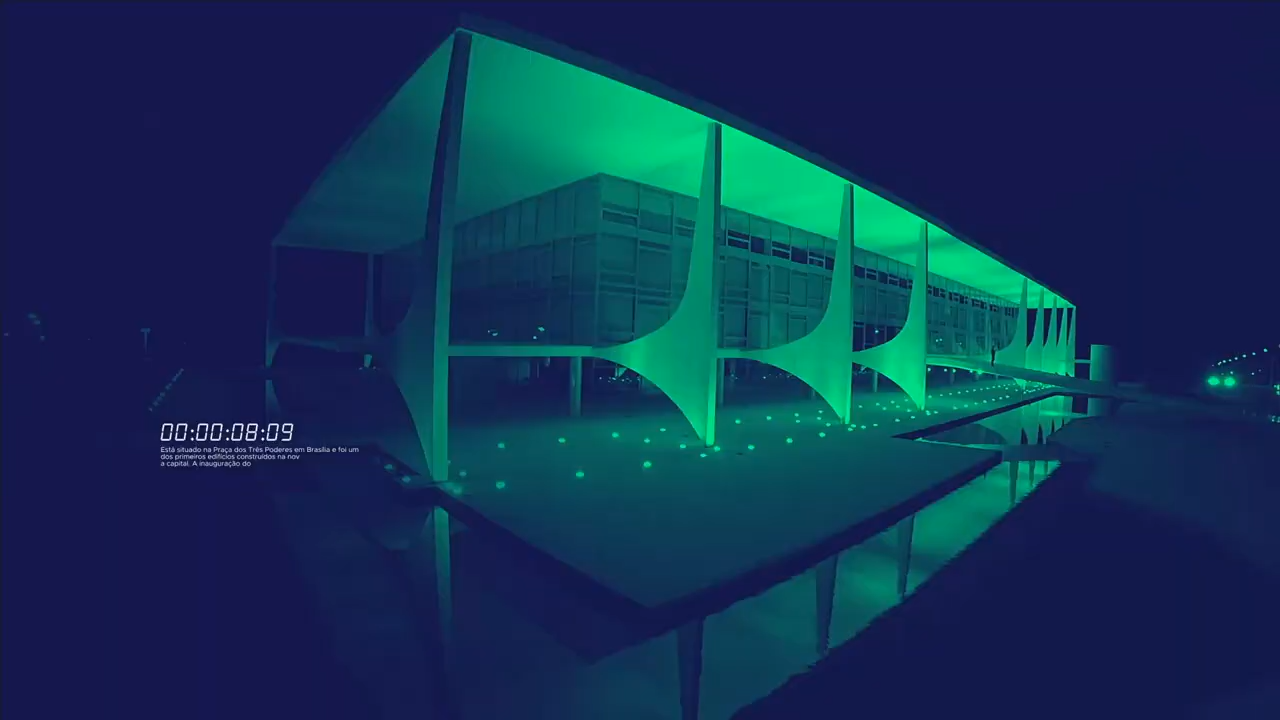 00:00:08:09
Está situado na Praça dos Três Poderes em Brasília e foi um
dos primeiros edifícios construídos na nov
a capital. A inauguração do